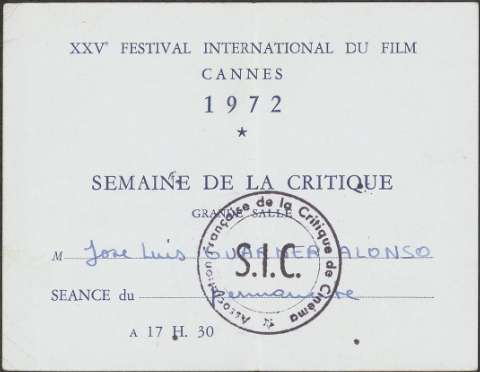 XXVe FESTIVAL INTERNATIONAL DU FILM
CANNES
1972
★
SEMAINE DE LA CRITIQUE
GRANDE SALLE
M Jose Luis GUARNER ALONSO
SEANCE du permanente
A 17 H. 30
Association Française de la Critique de Cinéma
S.I.C.